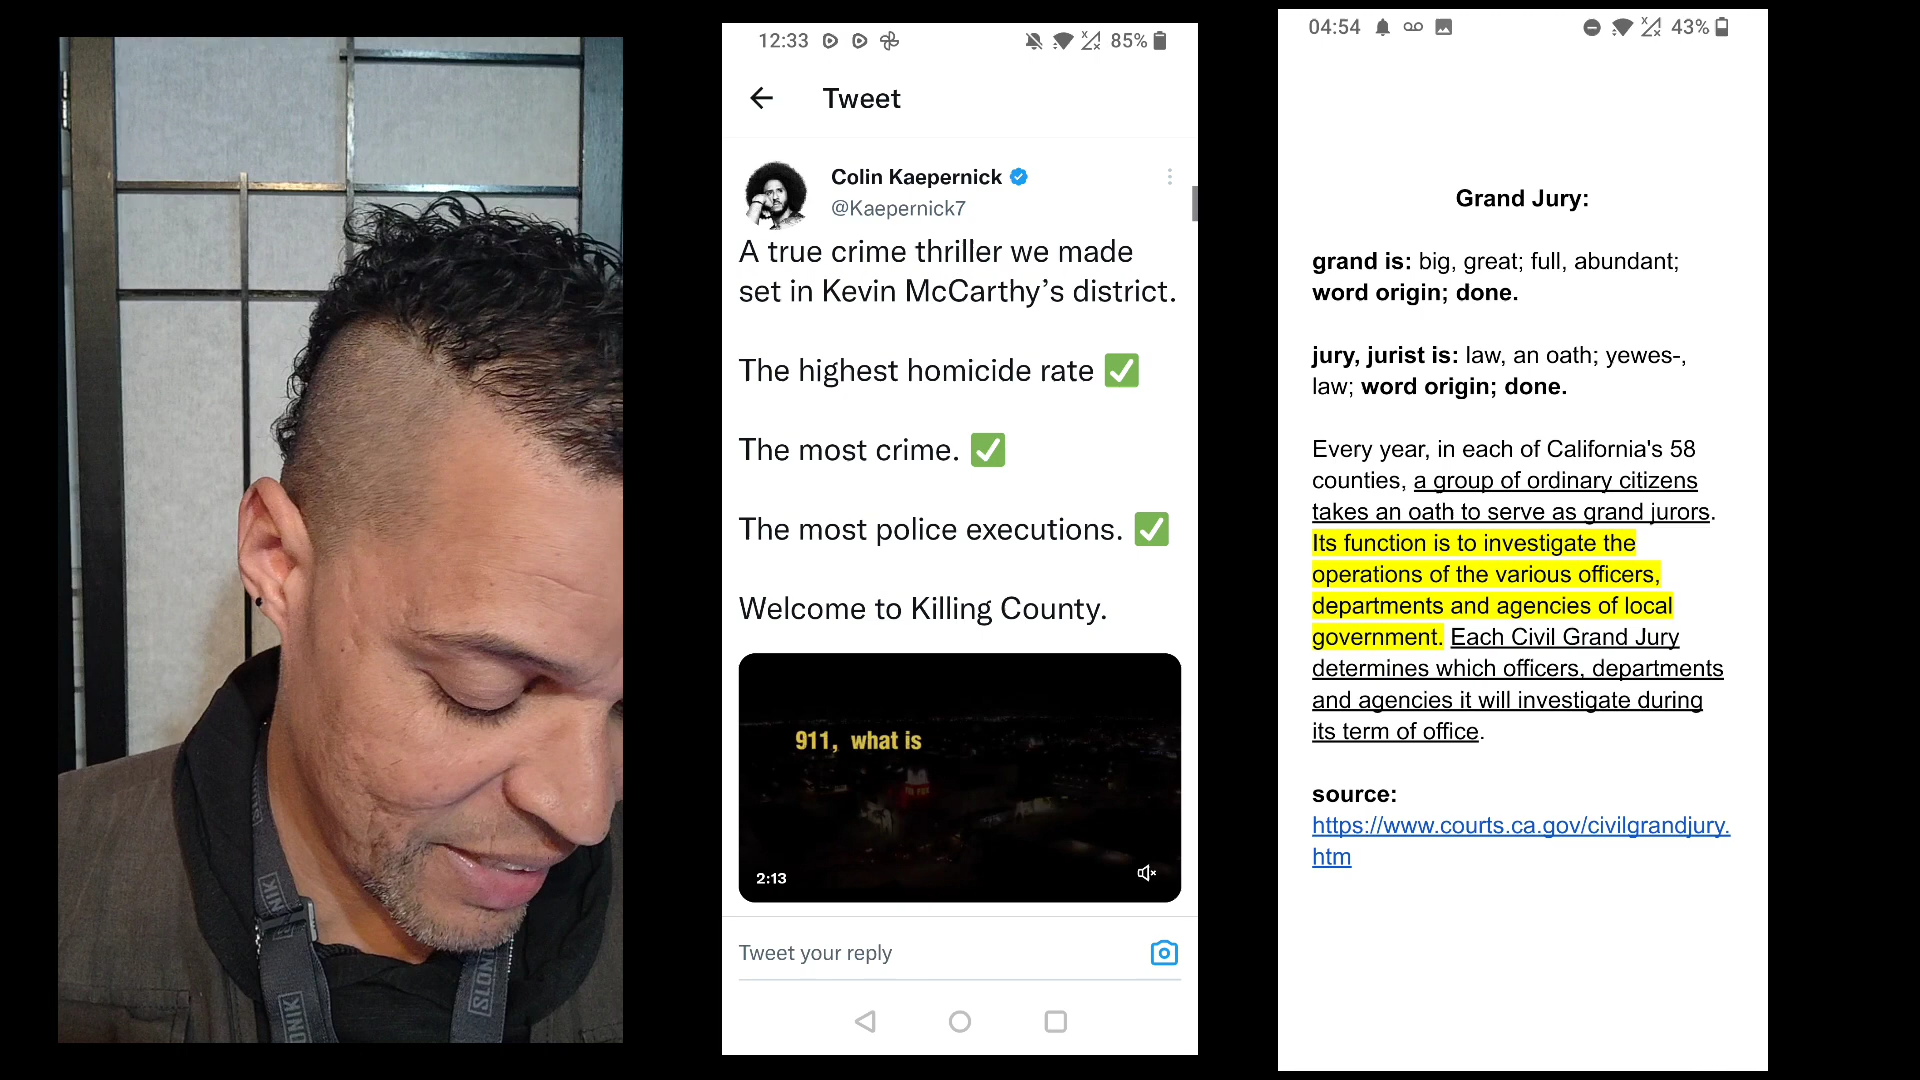 SLONIK
ONIK
SLONI
12:33
85%
Tweet
Colin Kaepernick
@Kaepernick7
A true crime thriller we made
set in Kevin McCarthy’s district.
The highest homicide rate ✅
The most crime. ✅
The most police executions. ✅
Welcome to Killing County.
911, what is
2:13
Tweet your reply
04:54
43%
Grand Jury:
grand is: big, great; full, abundant;
word origin; done.
jury, jurist is: law, an oath; yewes-,
law; word origin; done.
Every year, in each of California's 58
counties, a group of ordinary citizens
takes an oath to serve as grand jurors.
Its function is to investigate the
operations of the various officers,
departments and agencies of local
government. Each Civil Grand Jury
determines which officers, departments
and agencies it will investigate during
its term of office.
source:
https://www.courts.ca.gov/civilgrandjury.
htm